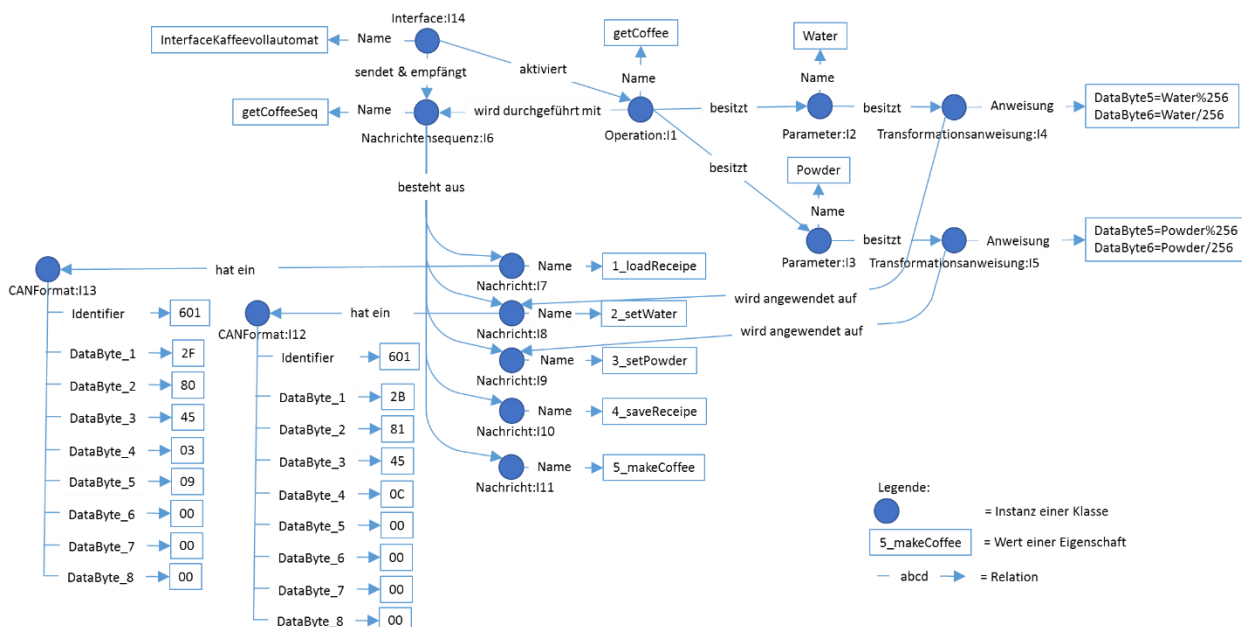 Interface:I14
InterfaceKaffeevollautomat
Name
getCoffee
Water
sendet & empfängt
aktiviert
Name
Name
getCoffeeSeq
Name
wird durchgeführt mit
besitzt
besitzt
Anweisung
DataByte5=Water%256
DataByte6=Water/256
Nachrichtensequenz:I6
Operation:I1
Parameter:I2
Transformationsanweisung:I4
besitzt
Powder
besteht aus
Name
besitzt
Anweisung
DataByte5=Powder%256
DataByte6=Powder/256
Parameter:I3
Transformationsanweisung:I5
hat ein
Name
1_loadReceipe
CANFormat:I13
Nachricht:I7
wird angewendet auf
Identifier
601
hat ein
Name
2_setWater
CANFormat:I12
Nachricht:I8
wird angewendet auf
DataByte_1
2F
Identifier
601
Name
3_setPowder
Nachricht:I9
DataByte_2
80
DataByte_1
2B
DataByte_3
45
DataByte_2
81
Name
4_saveReceipe
Nachricht:I10
DataByte_4
03
DataByte_3
45
Name
5_makeCoffee
Nachricht:I11
DataByte_5
09
DataByte_4
0C
DataByte_6
00
DataByte_5
00
DataByte_7
00
DataByte_6
00
DataByte_8
00
DataByte_7
00
DataByte_8
00
Legende:
= Instanz einer Klasse
5_makeCoffee
= Wert einer Eigenschaft
abcd
= Relation